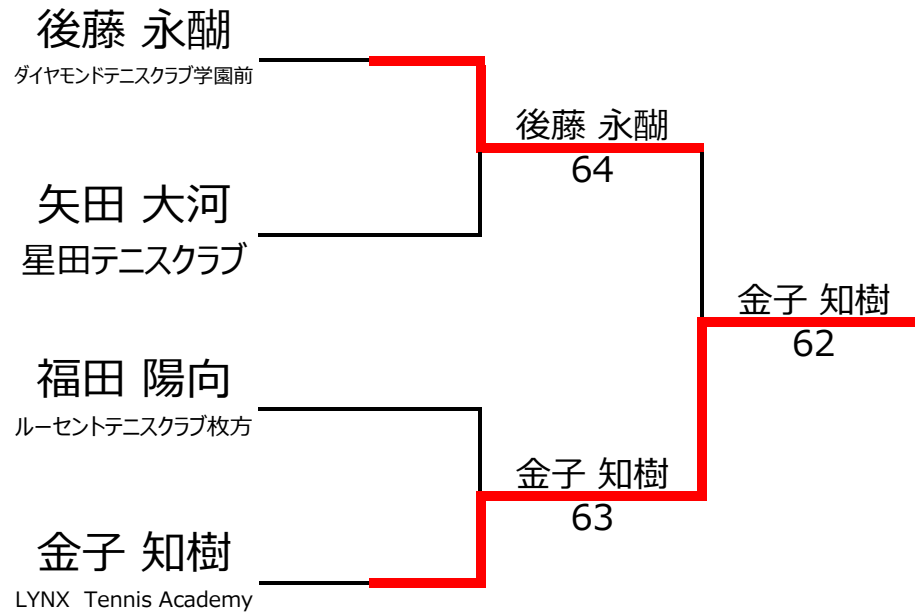 後藤 永醐
ダイヤモンドテニスクラブ学園前
後藤 永醐
64
矢田 大河
星田テニスクラブ
金子 知樹
62
福田 陽向
ルーセントテニスクラブ枚方
金子 知樹
63
金子 知樹
LYNX Tennis Academy